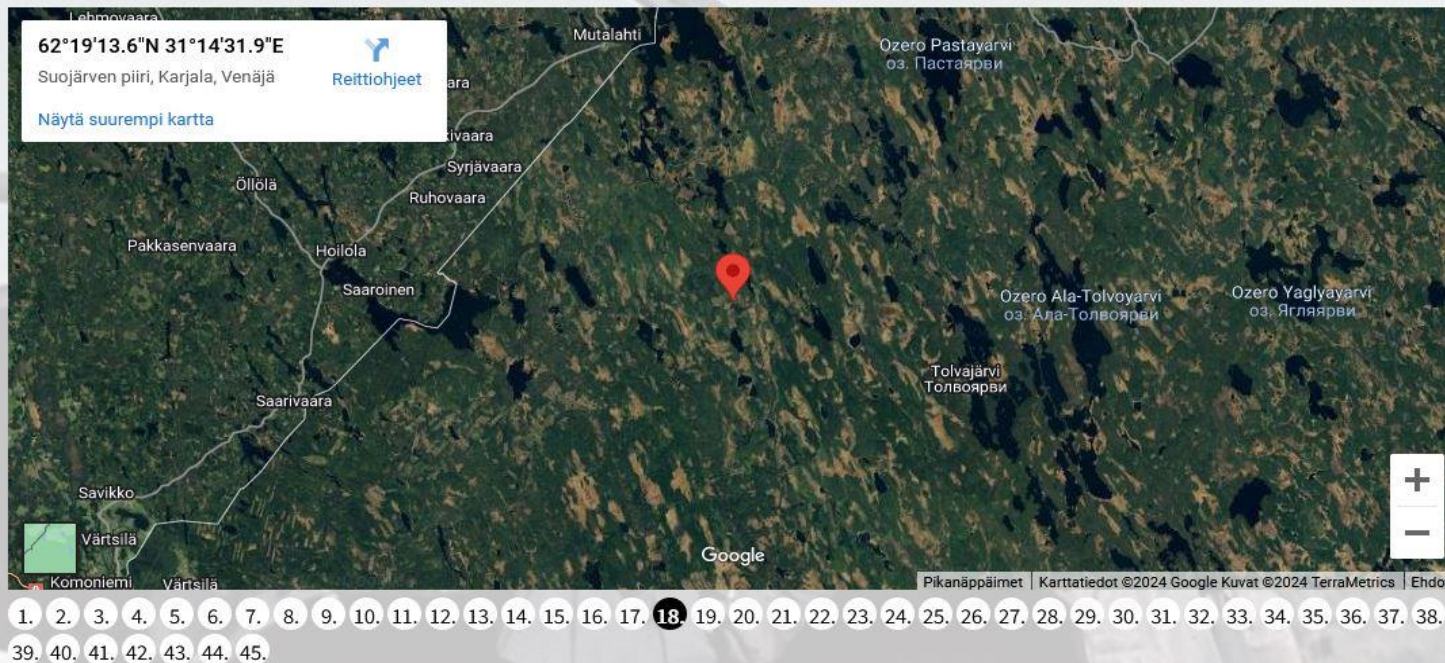 Lehmovaara
62°19'13.6"N 31°14'31.9"E
Suojärven piiri, Karjala, Venäjä
Reittiohjeet
Näytä suurempi kartta
Mutalahti
Ozero Pastayarvi
оз. Пастаярви
ara
kivaara
Syrjävaara
Öllölä
Ruhovaara
Pakkasenvaara
Hoilola
Saaroinen
Ozero Ala-Tolvoyarvi
оз. Ала-Толвоярви
Ozero Yaglyayarvi
оз. Ягляярви
Tolvajärvi
Толвоярви
Saarivaara
Savikko
Värtsilä
Komoniemi
Värtsilä
+
−
Google
Pikanäppäimet
Karttatiedot ©2024 Google Kuvat ©2024 TerraMetrics
Ehdo
1. 2. 3. 4. 5. 6. 7. 8. 9. 10. 11. 12. 13. 14. 15. 16. 17. 18. 19. 20. 21. 22. 23. 24. 25. 26. 27. 28. 29. 30. 31. 32. 33. 34. 35. 36. 37. 38.
39. 40. 41. 42. 43. 44. 45.